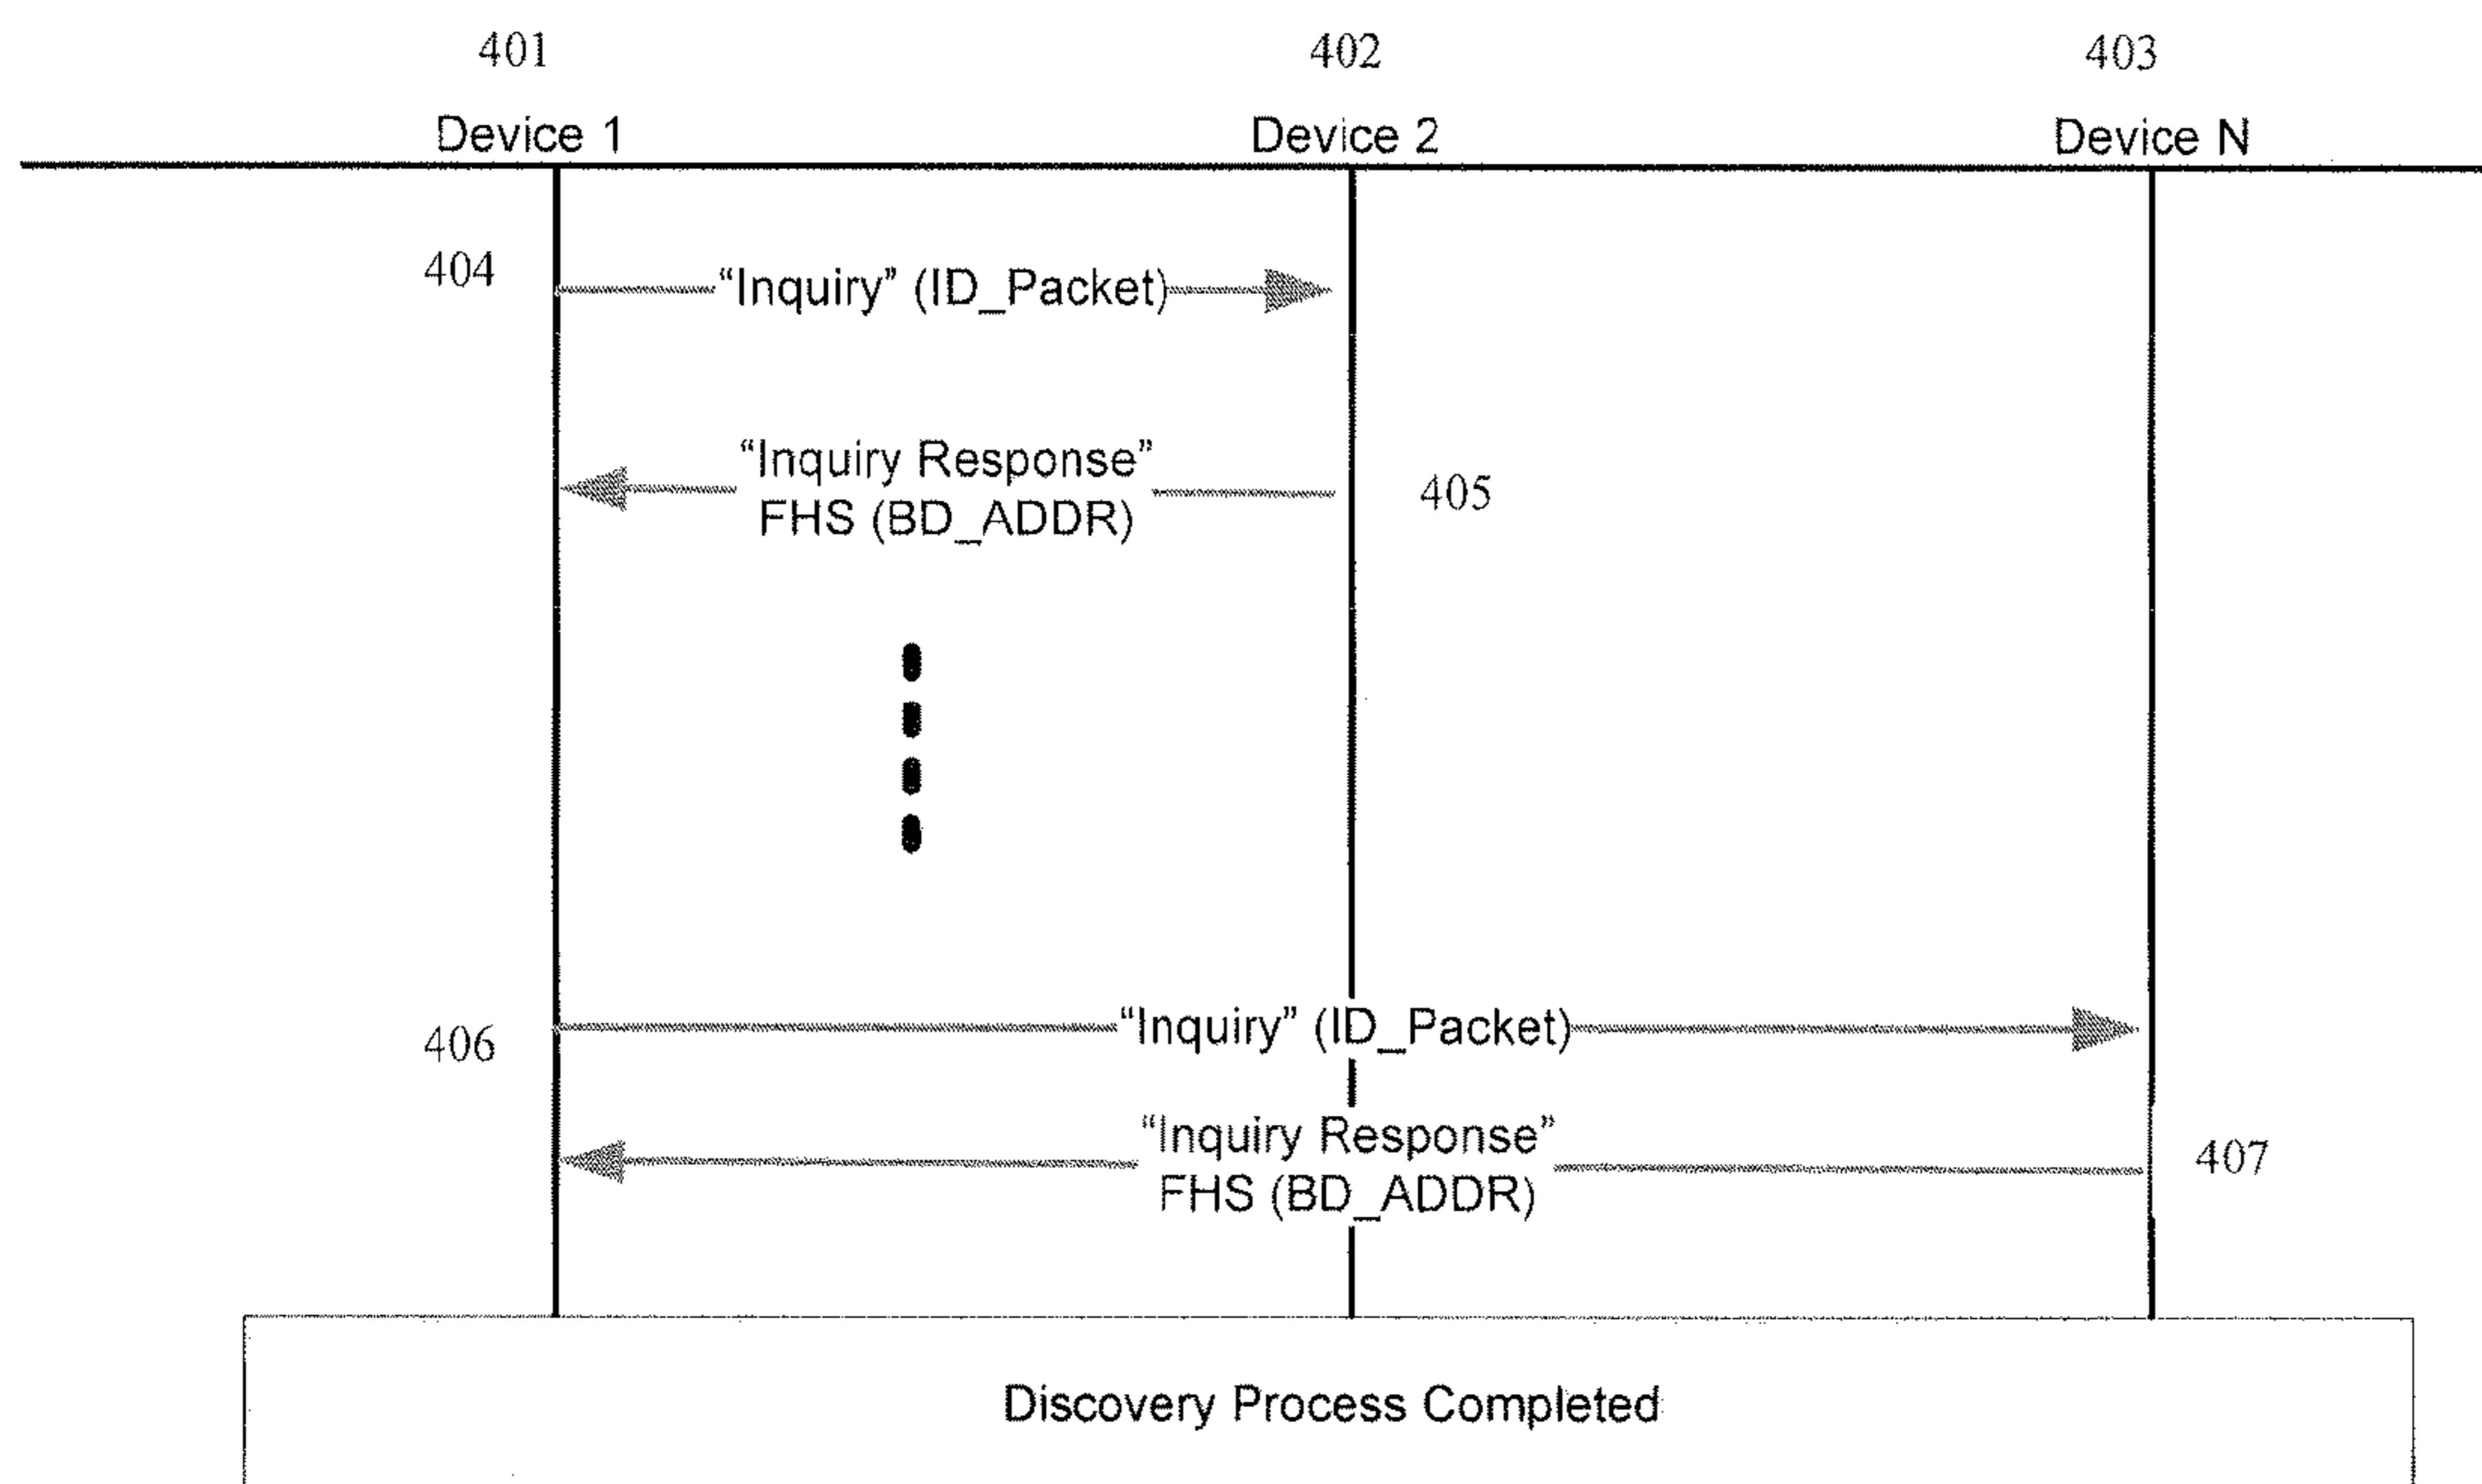 401
402
403
Device 1
Device 2
Device N
404
“Inquiry” (ID_Packet)
“Inquiry Response”
FHS (BD_ADDR)
405
406
“Inquiry” (ID_Packet)
“Inquiry Response”
FHS (BD_ADDR)
407
Discovery Process Completed